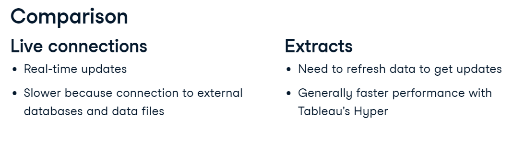 Comparison
Live connections
• Real-time updates
• Slower because connection to external
databases and data files
Extracts
• Need to refresh data to get updates
• Generally faster performance with
Tableau's Hyper